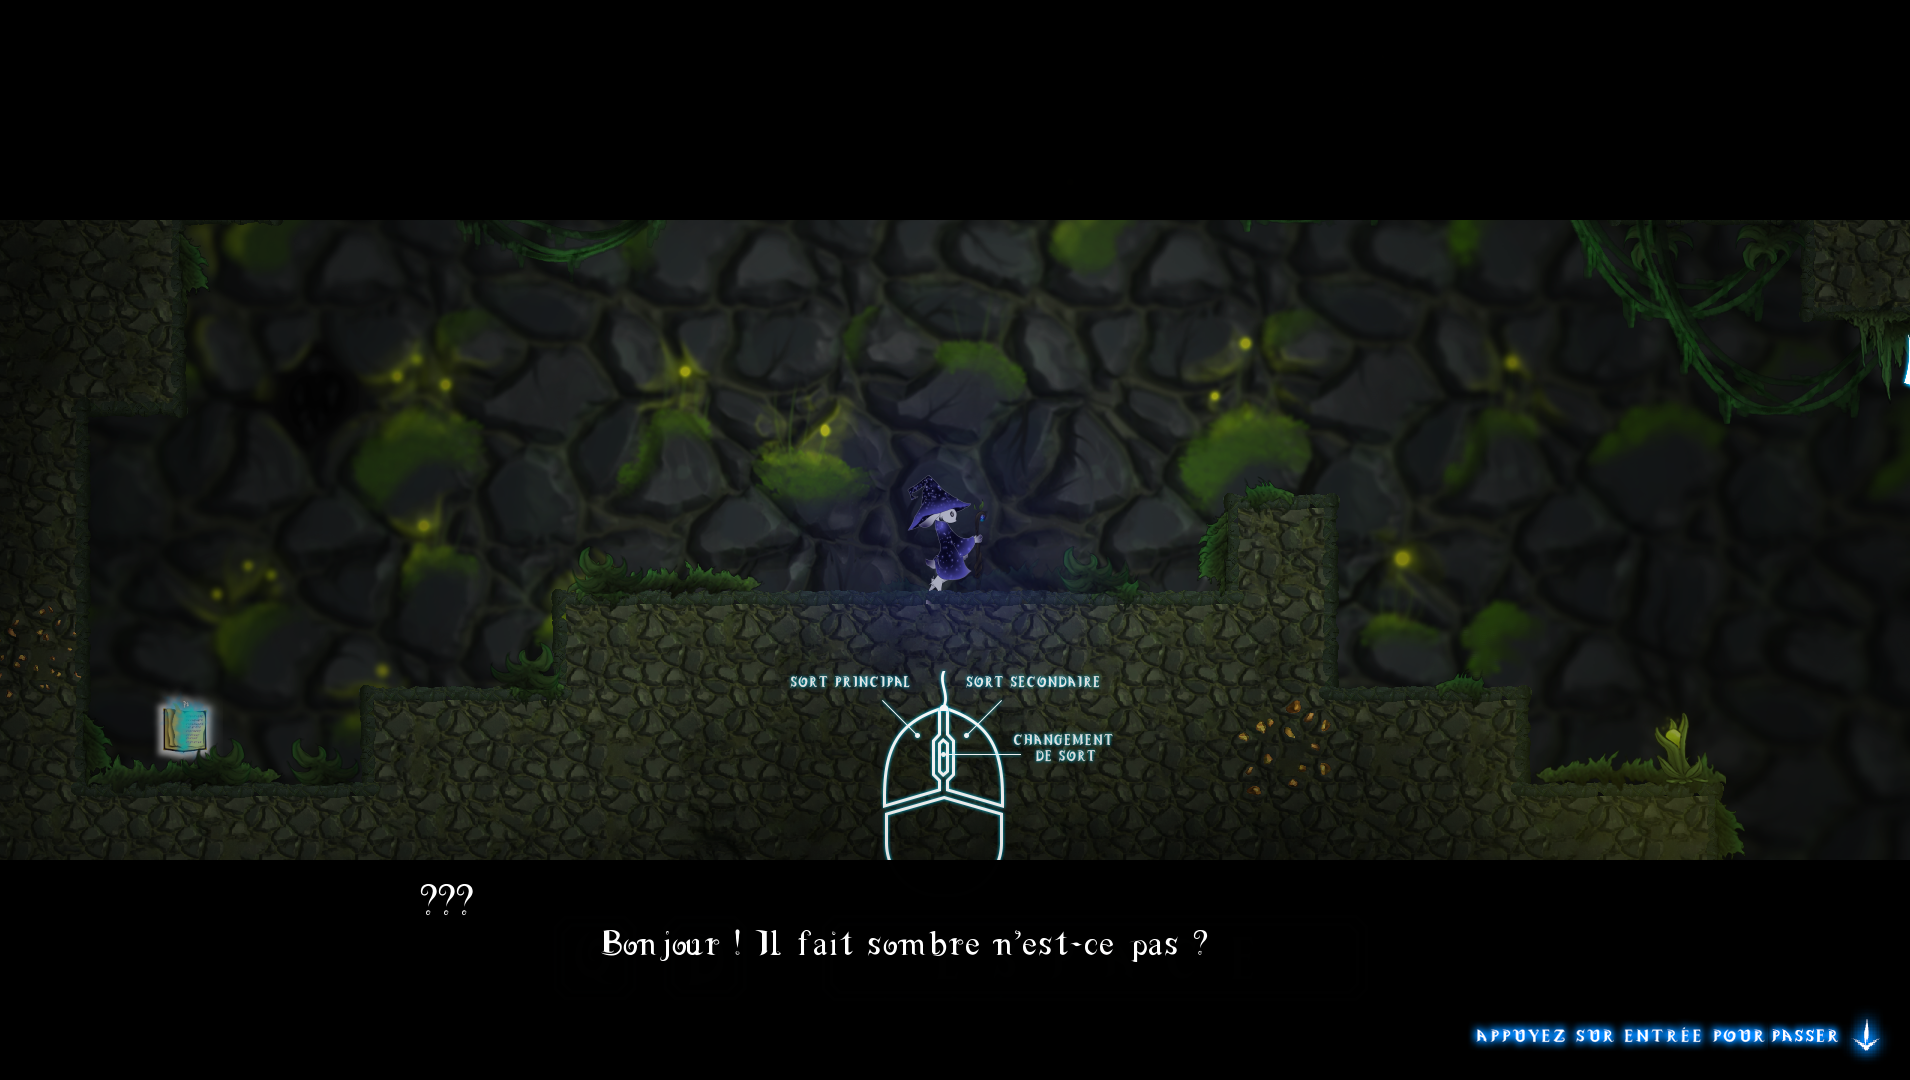 SORT PRINCIPAL
SORT SECONDAIRE
CHANGEMENT
DE SORT
???
Bonjour ! Il fait sombre n'est-ce pas ?
APPUYEZ SUR ENTRÉE POUR PASSER